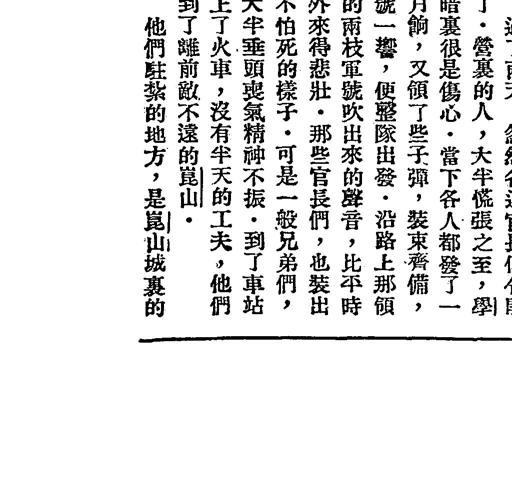 了．營裏的人，大半慌張之至，學
暗裏很是傷心．當下各人都發了一
月餉，又領了些子彈，裝束齊備，
號一響，便整隊出發．沿路上那領
的兩枝軍號吹出來的聲音，比平時
外來得悲壯．那些官長們，也裝出
不怕死的樣子．可是一般兄弟們，
大半垂頭喪氣精神不振．到了車站
上了火車，沒有半天的工夫，他們
到了離前敵不遠的崑山．
他們駐紮的地方，是崑山城裏的